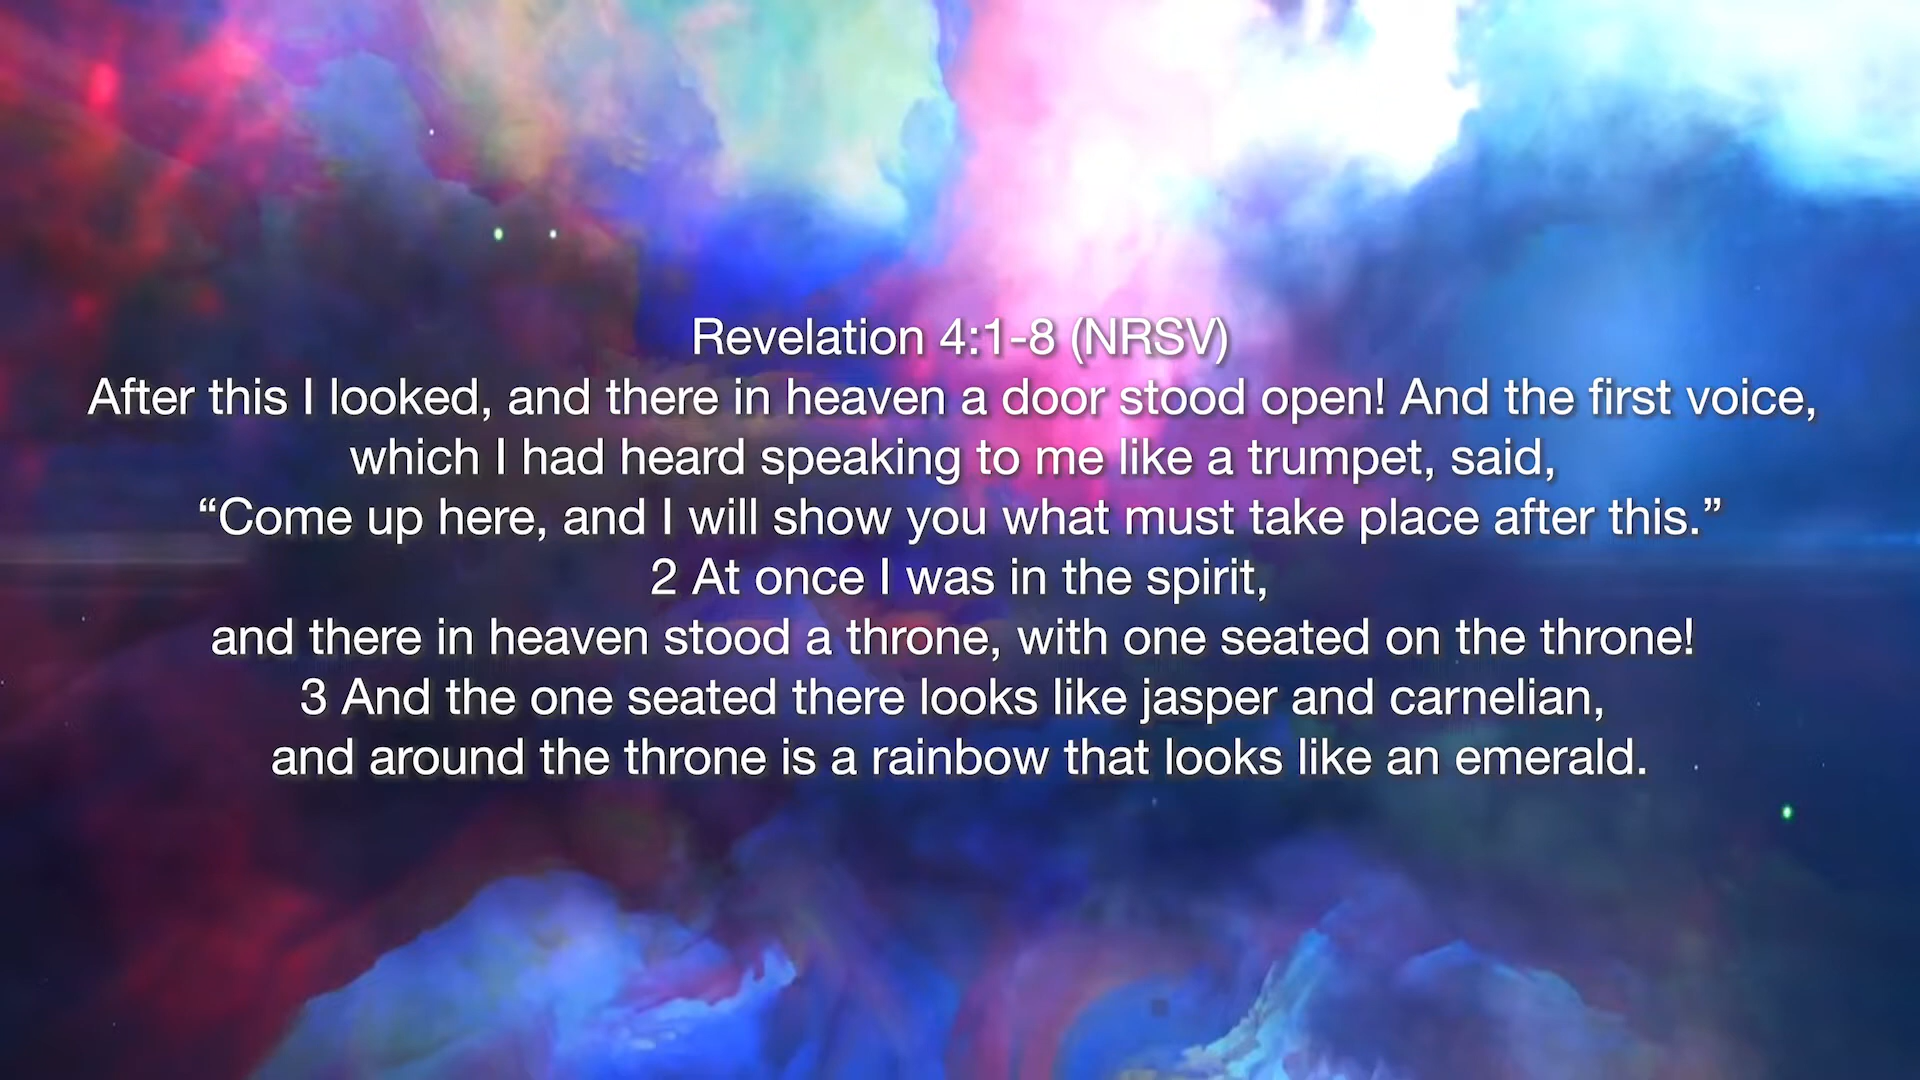 Revelation 4:1-8 (NRSV)
After this I looked, and there in heaven a door stood open! And the first voice,
which I had heard speaking to me like a trumpet, said,
“Come up here, and I will show you what must take place after this.”
2 At once I was in the spirit,
and there in heaven stood a throne, with one seated on the throne!
3 And the one seated there looks like jasper and carnelian,
and around the throne is a rainbow that looks like an emerald.